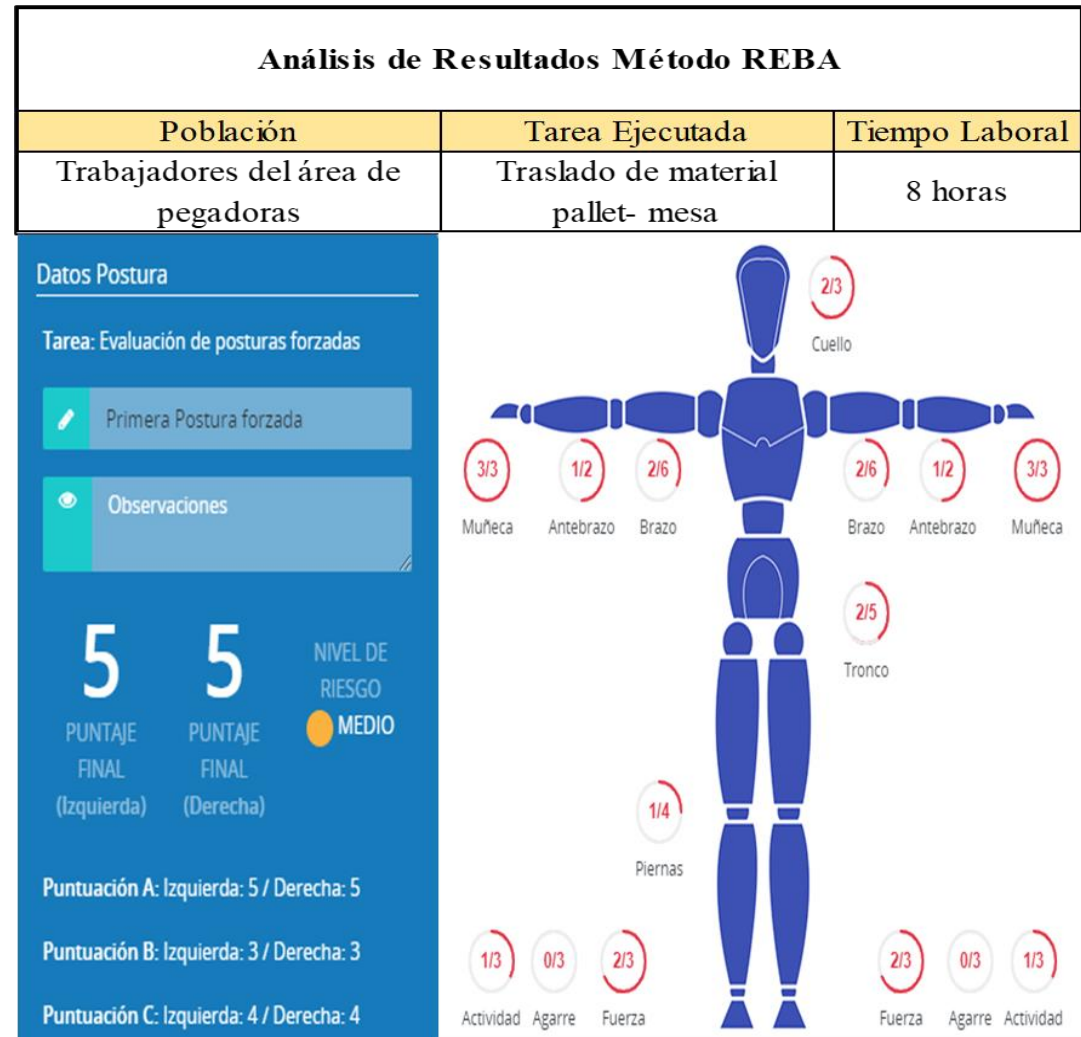 Análisis de Resultados Método REBA
Población
Tarea Ejecutada
Tiempo Laboral
Trabajadores del área de
pegadoras
Traslado de material
pallet- mesa
8 horas
Datos Postura
Tarea: Evaluación de posturas forzadas
Primera Postura forzada
Observaciones
5
5
NIVEL DE
RIESGO
MEDIO
PUNTAJE
FINAL
(Izquierda)
PUNTAJE
FINAL
(Derecha)
Puntuación A: Izquierda: 5 / Derecha: 5
Puntuación B: Izquierda: 3 / Derecha: 3
Puntuación C: Izquierda: 4 / Derecha: 4
2/3
Cuello
3/3
1/2
2/6
2/6
1/2
3/3
Muñeca
Antebrazo
Brazo
Brazo
Antebrazo
Muñeca
2/5
Tronco
1/4
Piernas
1/3
0/3
2/3
2/3
0/3
1/3
Actividad
Agarre
Fuerza
Fuerza
Agarre
Actividad